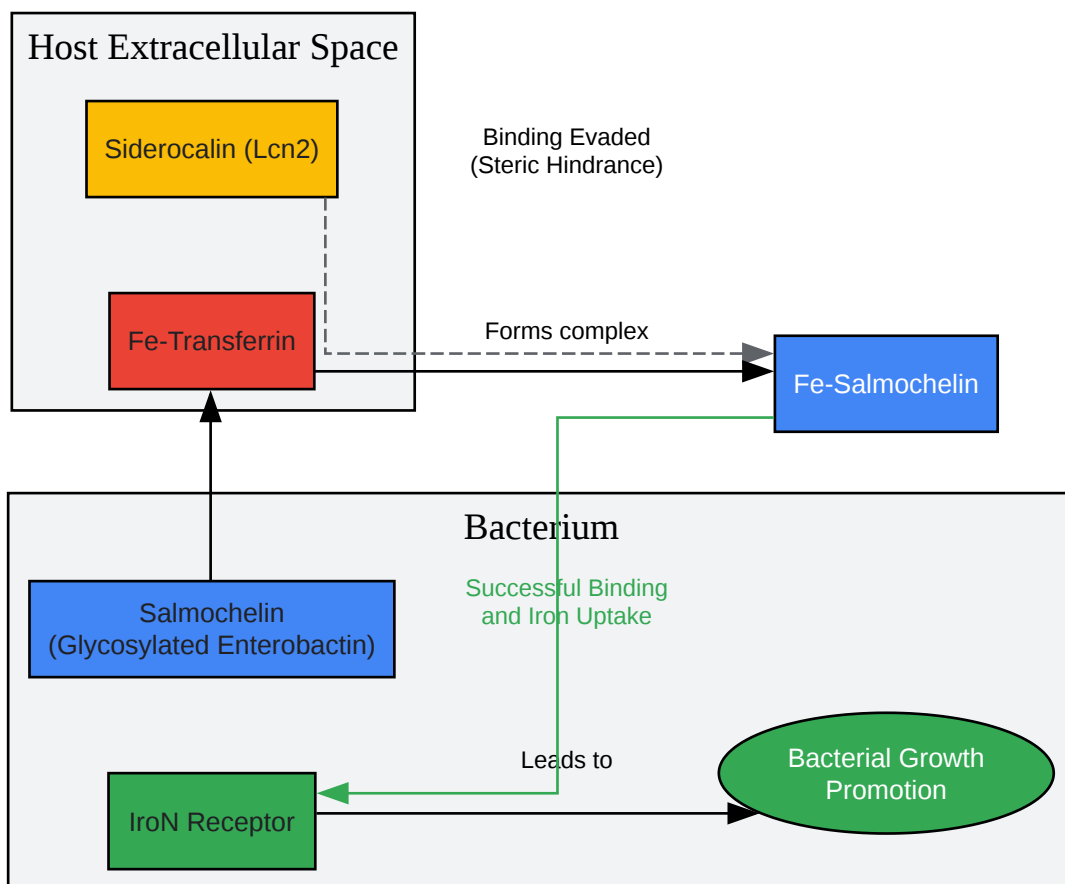 Host Extracellular Space
Siderocalin (Lcn2)
Binding Evaded
(Steric Hindrance)
Fe-Transferrin
Forms complex
Fe-Salmochelin
Bacterium
Salmochelin
(Glycosylated Enterobactin)
Successful Binding
and Iron Uptake
IroN Receptor
Leads to
Bacterial Growth
Promotion